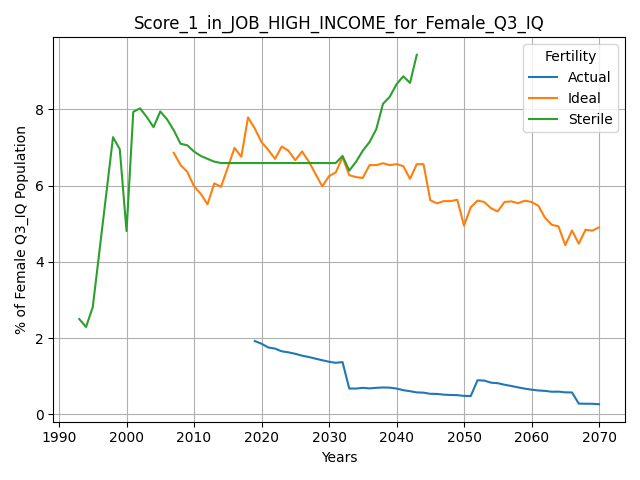 Score_1_in_JOB_HIGH_INCOME_for_Female_Q3_IQ
% of Female Q3_IQ Population
8
6
4
2
0
Fertility
Actual
Ideal
Sterile
1990 2000 2010 2020 2030 2040 2050 2060 2070
Years